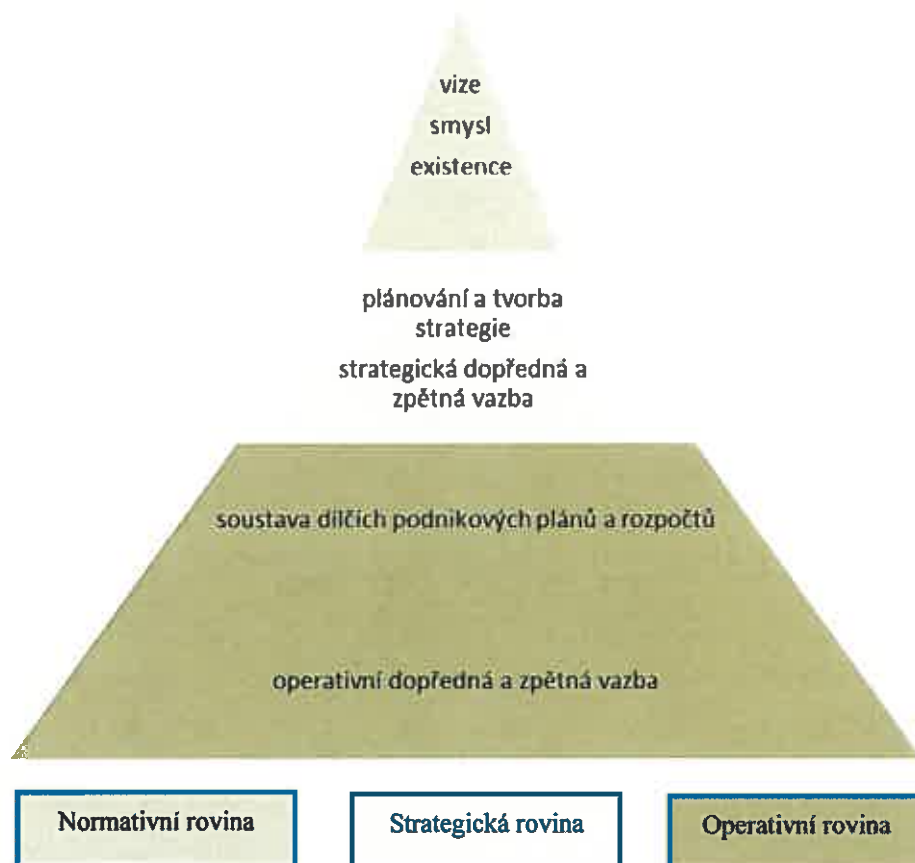 vize
smysl
existence
plánování a tvorba
strategie
strategická dopředná a
zpětná vazba
soustava dílčích podnikových plánů a rozpočtů
operativní dopředná a zpětná vazba
Normativní rovina
Strategická rovina
Operativní rovina